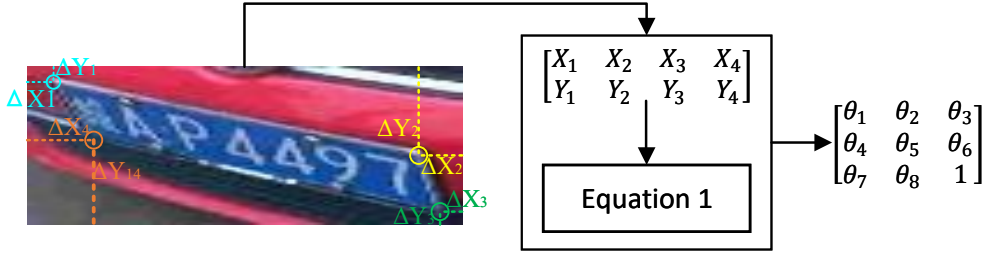 ΔY₁
ΔX1
ΔX₄
ΔY₁₄
ΔY₂
ΔX₂
ΔX₃
ΔY₃
AP4497
[X₁ X₂ X₃ X₄]
[Y₁ Y₂ Y₃ Y₄]
Equation 1
[θ₁ θ₂ θ₃]
[θ₄ θ₅ θ₆]
[θ₇ θ₈ 1]